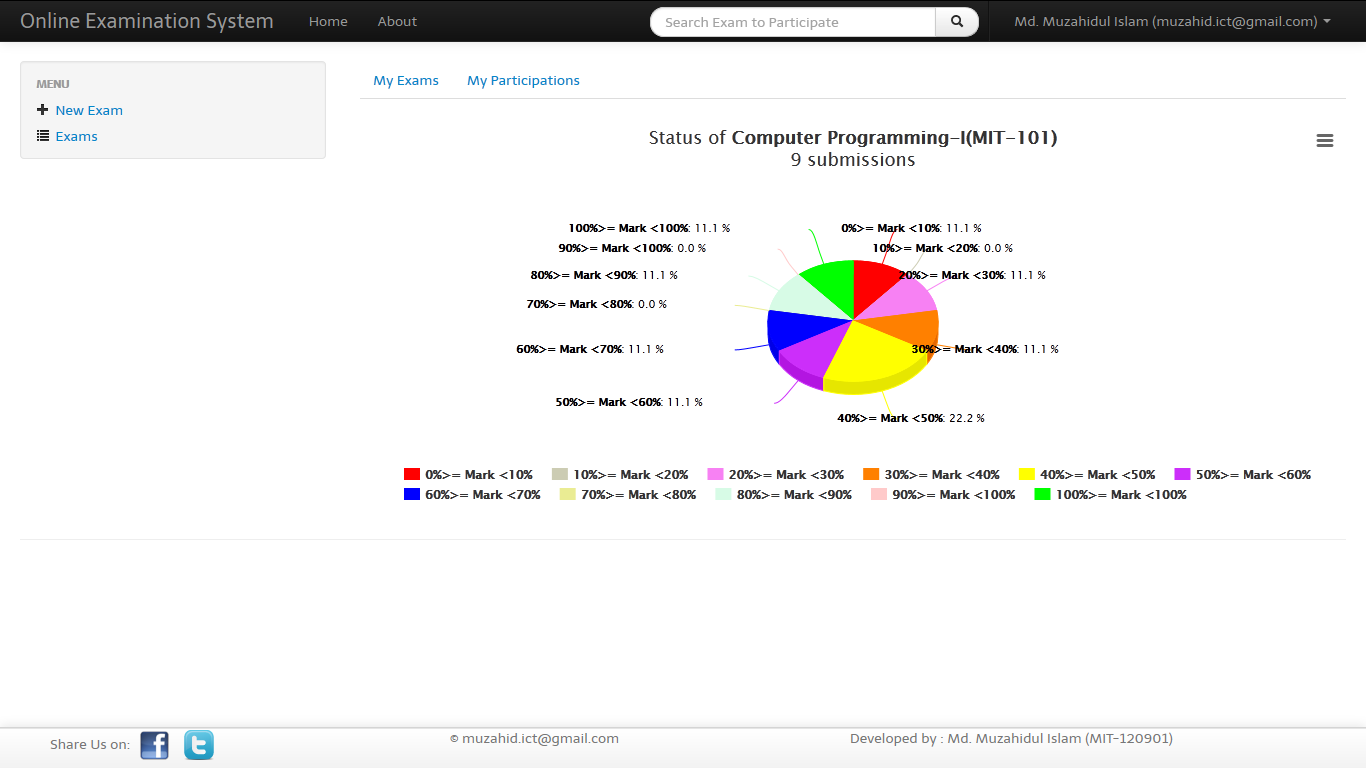 Online Examination System Home About Search Exam to Participate Md. Muzahidul Islam (muzahid.ict@gmail.com)
MENU
New Exam
Exams
My Exams My Participations
Status of Computer Programming-I(MIT-101)
9 submissions
100%>= Mark <100%: 11.1 % 0%>= Mark <10%: 11.1 %
90%>= Mark <100%: 0.0 % 10%>= Mark <20%: 0.0 %
80%>= Mark <90%: 11.1 % 20%>= Mark <30%: 11.1 %
70%>= Mark <80%: 0.0 %
60%>= Mark <70%: 11.1 % 30%>= Mark <40%: 11.1 %
50%>= Mark <60%: 11.1 %
40%>= Mark <50%: 22.2 %
0%>= Mark <10% 10%>= Mark <20% 20%>= Mark <30% 30%>= Mark <40% 40%>= Mark <50% 50%>= Mark <60%
60%>= Mark <70% 70%>= Mark <80% 80%>= Mark <90% 90%>= Mark <100% 100%>= Mark <100%
Share Us on: f t © muzahid.ict@gmail.com Developed by : Md. Muzahidul Islam (MIT-120901)